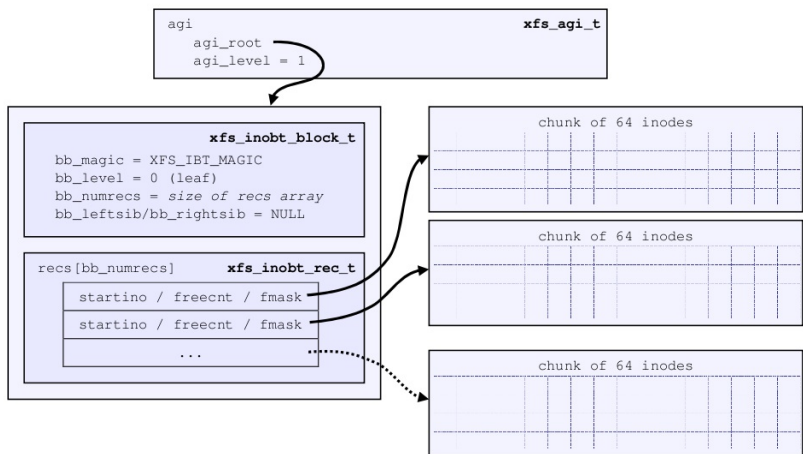 agi xfs_agi_t
agi_root
agi_level = 1
xfs_inobt_block_t
bb_magic = XFS_IBT_MAGIC
bb_level = 0 (leaf)
bb_numrecs = size of recs array
bb_leftsib/bb_rightsib = NULL
recs[bb_numrecs] xfs_inobt_rec_t
startino / freecnt / fmask
startino / freecnt / fmask
...
chunk of 64 inodes
chunk of 64 inodes
chunk of 64 inodes